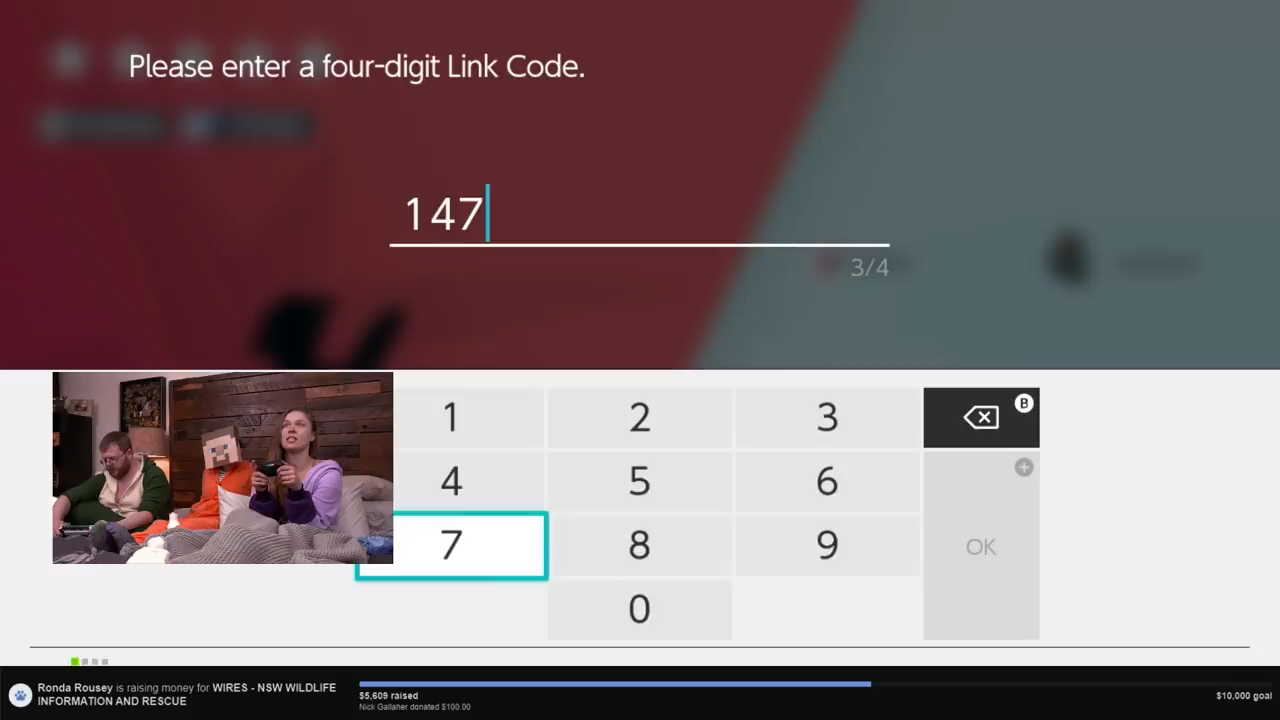 Please enter a four-digit Link Code.
147
3/4
1 2 3 B
4 5 6 +
7 8 9 OK
0
Ronda Rousey is raising money for WIRES - NSW WILDLIFE
INFORMATION AND RESCUE
$5,609 raised $10,000 goal
Nick Gallaher donated $100.00